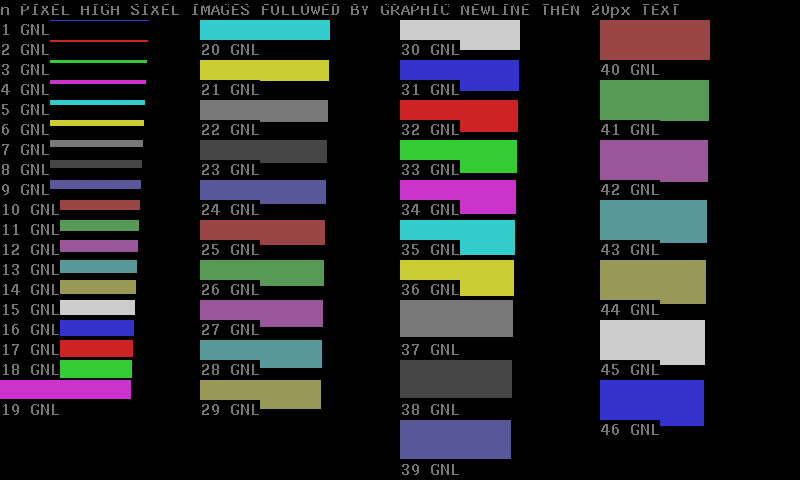 n PIXEL HIGH SIXEL IMAGES FOLLOWED BY GRAPHIC NEWLINE THEN 20px TEXT
1 GNL
2 GNL
3 GNL
4 GNL
5 GNL
6 GNL
7 GNL
8 GNL
9 GNL
10 GNL
11 GNL
12 GNL
13 GNL
14 GNL
15 GNL
16 GNL
17 GNL
18 GNL
19 GNL
20 GNL
21 GNL
22 GNL
23 GNL
24 GNL
25 GNL
26 GNL
27 GNL
28 GNL
29 GNL
30 GNL
31 GNL
32 GNL
33 GNL
34 GNL
35 GNL
36 GNL
37 GNL
38 GNL
39 GNL
40 GNL
41 GNL
42 GNL
43 GNL
44 GNL
45 GNL
46 GNL